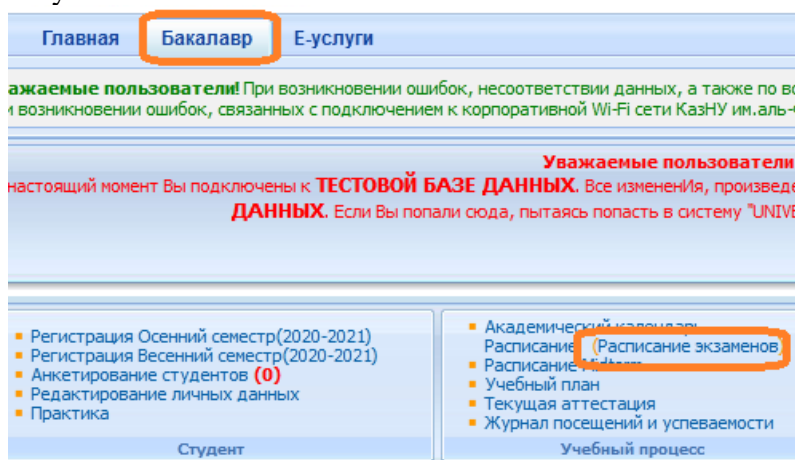 Главная Бакалавр Е-услуги
ажаемые пользователи! При возникновении ошибок, несоответствии данных, а также по во
и возникновении ошибок, связанных с подключением к корпоративной Wi-Fi сети КазНУ им.аль-
Уважаемые пользователи
настоящий момент Вы подключены к ТЕСТОВОЙ БАЗЕ ДАННЫХ. Все измененИя, произведе
ДАННЫХ. Если Вы попали сюда, пытаясь попасть в систему "UNIVE
Регистрация Осенний семестр(2020-2021)
Регистрация Весенний семестр(2020-2021)
Анкетирование студентов (0)
Редактирование личных данных
Практика
Студент
Академический календарь
Расписание (Расписание экзаменов)
Расписание Midterm
Учебный план
Текущая аттестация
Журнал посещений и успеваемости
Учебный процесс